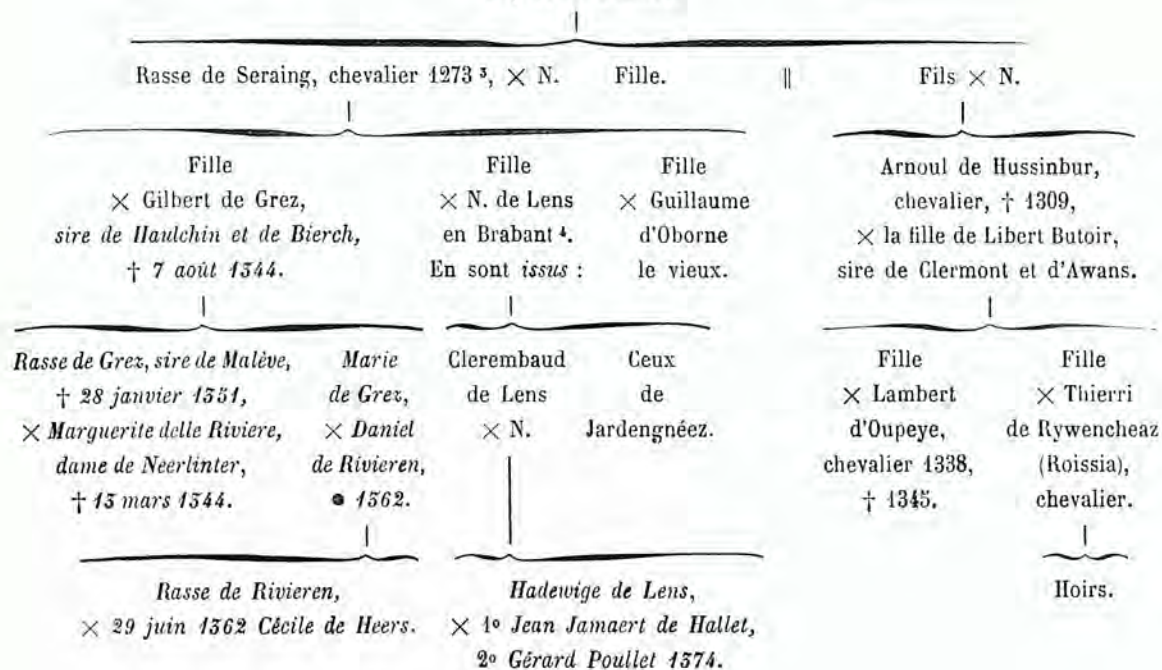 Rasse de Seraing, chevalier 1273 ³, × N. Fille. || Fils × N.
Fille
× Gilbert de Grez,
sire de Haulchin et de Bierch,
† 7 août 1344.
Fille
× N. de Lens
en Brabant ⁴.
En sont issus :
Fille
× Guillaume
d'Oborne
le vieux.
Arnoul de Hussinbur,
chevalier, † 1309,
× la fille de Libert Butoir,
sire de Clermont et d'Awans.
Rasse de Grez, sire de Malève,
† 28 janvier 1351,
× Marguerite delle Riviere,
dame de Neerlinter,
† 13 mars 1344.
Marie
de Grez,
× Daniel
de Rivieren,
● 1362.
Clerembaud
de Lens
× N.
Ceux
de
Jardengnéez.
Fille
× Lambert
d'Oupeye,
chevalier 1338,
† 1345.
Fille
× Thierri
de Rywencheaz
(Roissia),
chevalier.
Rasse de Rivieren,
× 29 juin 1362 Cécile de Heers.
Hadewige de Lens,
× 1º Jean Jamaert de Hallet,
2º Gérard Poullet 1374.
Hoirs.